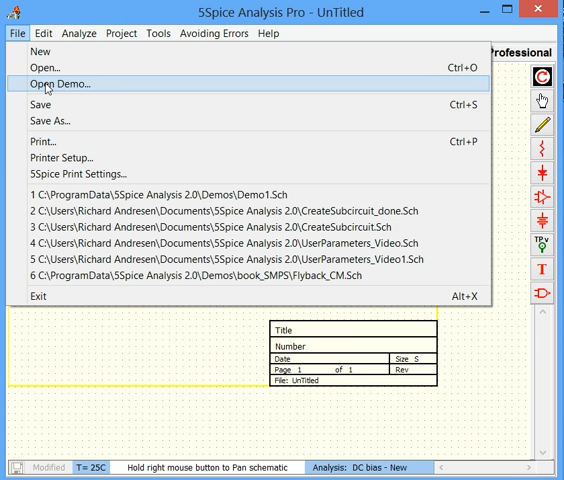 5Spice Analysis Pro - UnTitled
File Edit Analyze Project Tools Avoiding Errors Help
New
Professional
Open... Ctrl+O
Open Demo...
Save Ctrl+S
Save As...
Print... Ctrl+P
Printer Setup...
5Spice Print Settings...
1 C:\ProgramData\5Spice Analysis 2.0\Demos\Demo1.Sch
2 C:\Users\Richard Andresen\Documents\5Spice Analysis 2.0\CreateSubcircuit_done.Sch
3 C:\Users\Richard Andresen\Documents\5Spice Analysis 2.0\CreateSubcircuit.Sch
4 C:\Users\Richard Andresen\Documents\5Spice Analysis 2.0\UserParameters_Video.Sch
5 C:\Users\Richard Andresen\Documents\5Spice Analysis 2.0\UserParameters_Video1.Sch
6 C:\ProgramData\5Spice Analysis 2.0\Demos\book_SMPS\Flyback_CM.Sch
Exit Alt+X
C
TP v
T
Title
Number
Date Size S
Page 1 of 1 Rev
File: UnTitled
Modified T= 25C Hold right mouse button to Pan schematic Analysis: DC bias - New